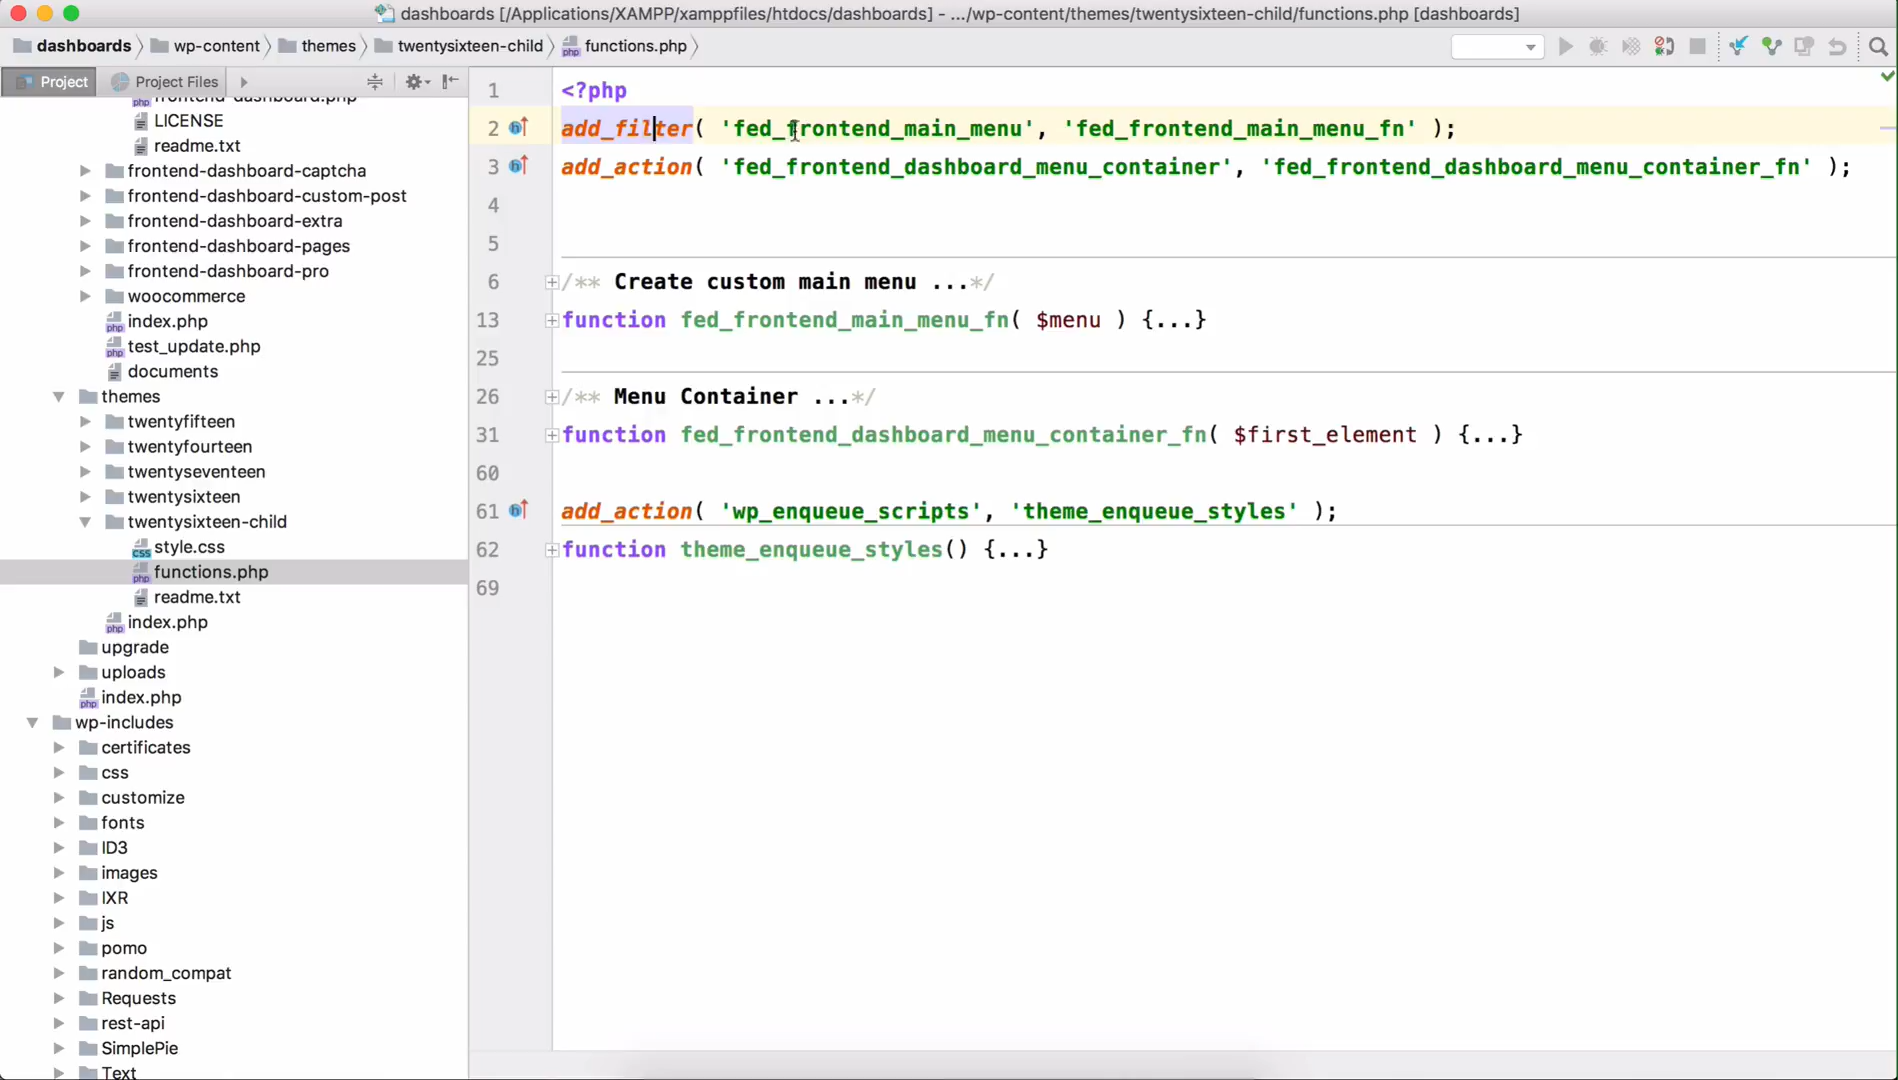 dashboards [/Applications/XAMPP/xamppfiles/htdocs/dashboards] - .../wp-content/themes/twentysixteen-child/functions.php [dashboards]
dashboards wp-content themes twentysixteen-child functions.php
Project Project Files
frontend-dashboard.php
LICENSE
readme.txt
frontend-dashboard-captcha
frontend-dashboard-custom-post
frontend-dashboard-extra
frontend-dashboard-pages
frontend-dashboard-pro
woocommerce
index.php
test_update.php
documents
themes
twentyfifteen
twentyfourteen
twentyseventeen
twentysixteen
twentysixteen-child
style.css
functions.php
readme.txt
index.php
upgrade
uploads
index.php
wp-includes
certificates
css
customize
fonts
ID3
images
IXR
js
pomo
random_compat
Requests
rest-api
SimplePie
Text
1 <?php
2 add_filter( 'fed_frontend_main_menu', 'fed_frontend_main_menu_fn' );
3 add_action( 'fed_frontend_dashboard_menu_container', 'fed_frontend_dashboard_menu_container_fn' );
4
5
6 /** Create custom main menu ...*/
13 function fed_frontend_main_menu_fn( $menu ) {...}
25
26 /** Menu Container ...*/
31 function fed_frontend_dashboard_menu_container_fn( $first_element ) {...}
60
61 add_action( 'wp_enqueue_scripts', 'theme_enqueue_styles' );
62 function theme_enqueue_styles() {...}
69